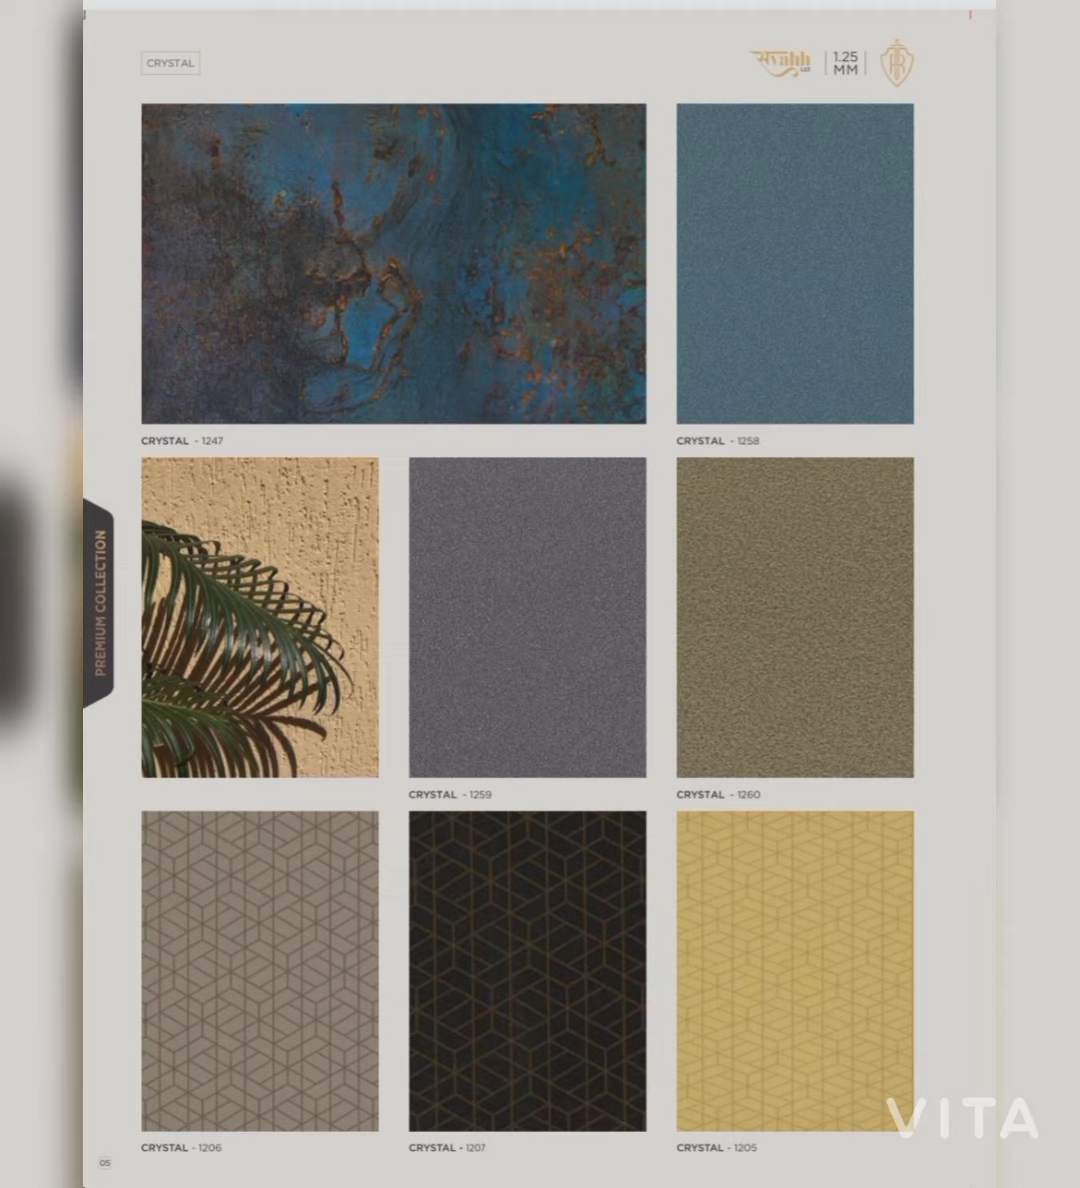 CRYSTAL
स्vahh
1.25
MM
CRYSTAL - 1247
CRYSTAL - 1258
PREMIUM COLLECTION
CRYSTAL - 1259
CRYSTAL - 1260
CRYSTAL - 1206
CRYSTAL - 1207
CRYSTAL - 1205
05
VITA